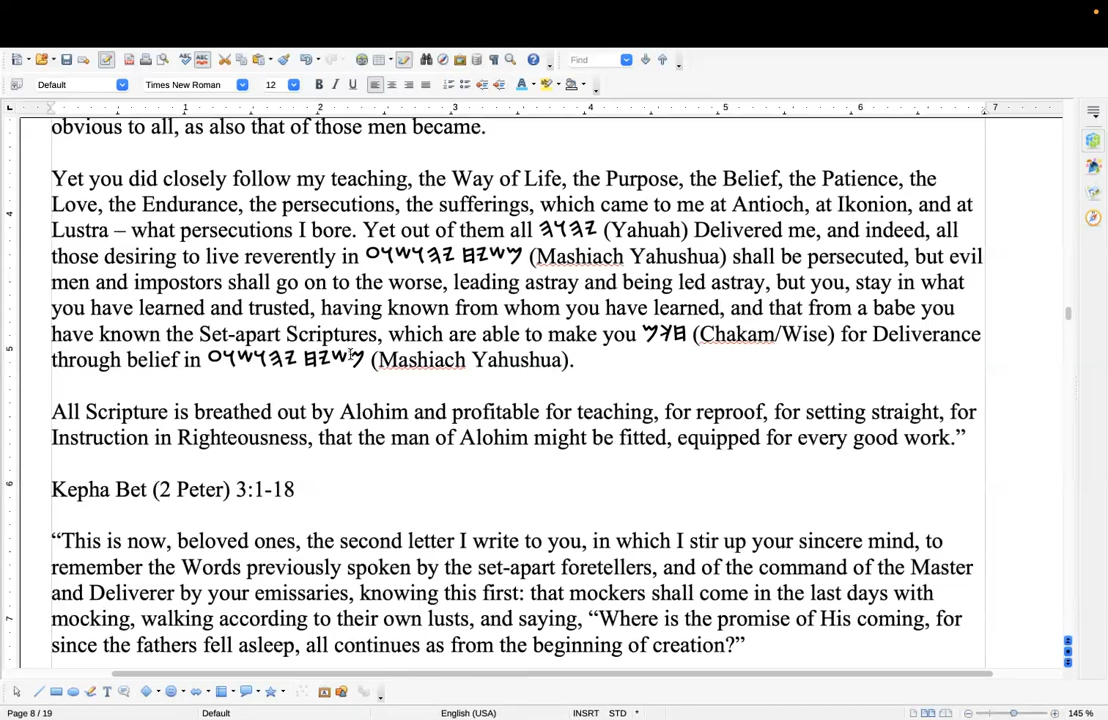 Find
Default
Times New Roman
12
1 2 3 4 5 6 7
obvious to all, as also that of those men became.
Yet you did closely follow my teaching, the Way of Life, the Purpose, the Belief, the Patience, the
Love, the Endurance, the persecutions, the sufferings, which came to me at Antioch, at Ikonion, and at
Lustra – what persecutions I bore. Yet out of them all 𐤉𐤄𐤅𐤄 (Yahuah) Delivered me, and indeed, all
those desiring to live reverently in 𐤌𐤔𐤉𐤇 𐤉𐤄𐤅𐤔𐤅𐤏 (Mashiach Yahushua) shall be persecuted, but evil
men and impostors shall go on to the worse, leading astray and being led astray, but you, stay in what
you have learned and trusted, having known from whom you have learned, and that from a babe you
have known the Set-apart Scriptures, which are able to make you 𐤇𐤊𐤌 (Chakam/Wise) for Deliverance
through belief in 𐤌𐤔𐤉𐤇 𐤉𐤄𐤅𐤔𐤅𐤏 (Mashiach Yahushua).
All Scripture is breathed out by Alohim and profitable for teaching, for reproof, for setting straight, for
Instruction in Righteousness, that the man of Alohim might be fitted, equipped for every good work.”
Kepha Bet (2 Peter) 3:1-18
“This is now, beloved ones, the second letter I write to you, in which I stir up your sincere mind, to
remember the Words previously spoken by the set-apart foretellers, and of the command of the Master
and Deliverer by your emissaries, knowing this first: that mockers shall come in the last days with
mocking, walking according to their own lusts, and saying, “Where is the promise of His coming, for
since the fathers fell asleep, all continues as from the beginning of creation?”
Page 8 / 19
Default
English (USA)
INSRT
STD
*
145 %